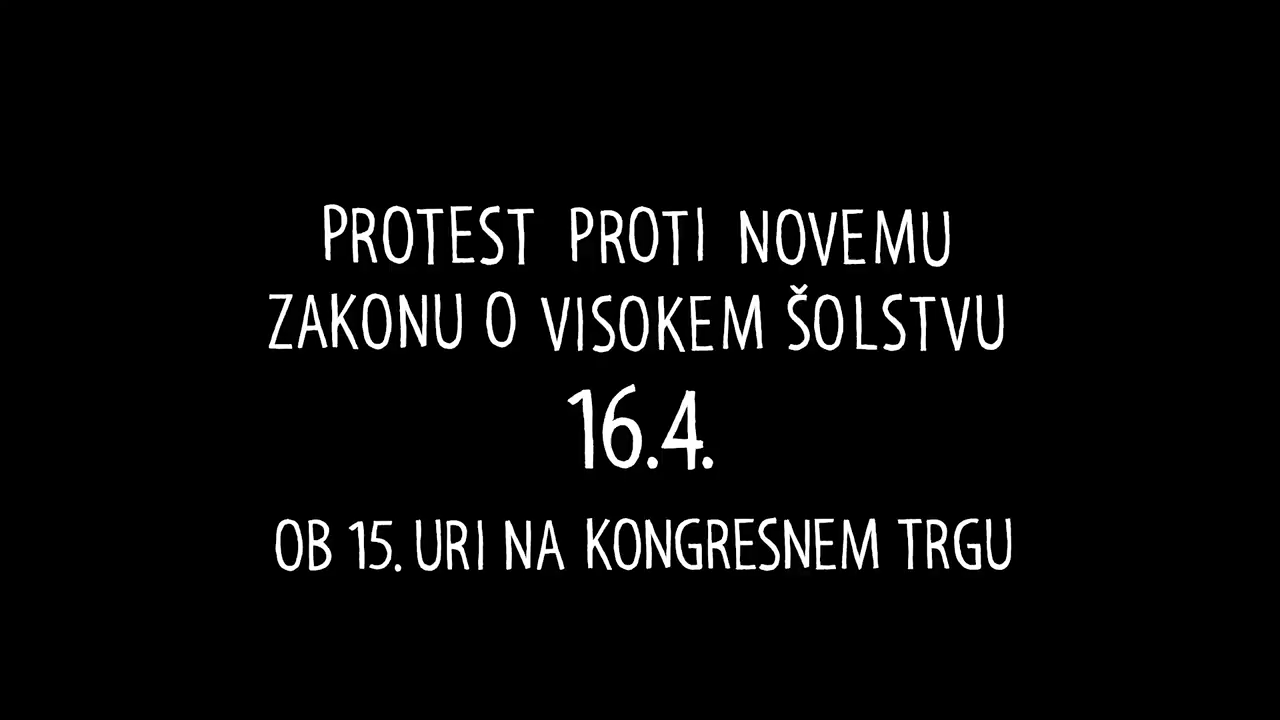 PROTEST PROTI NOVEMU
ZAKONU O VISOKEM ŠOLSTVU
16.4.
OB 15. URI NA KONGRESNEM TRGU